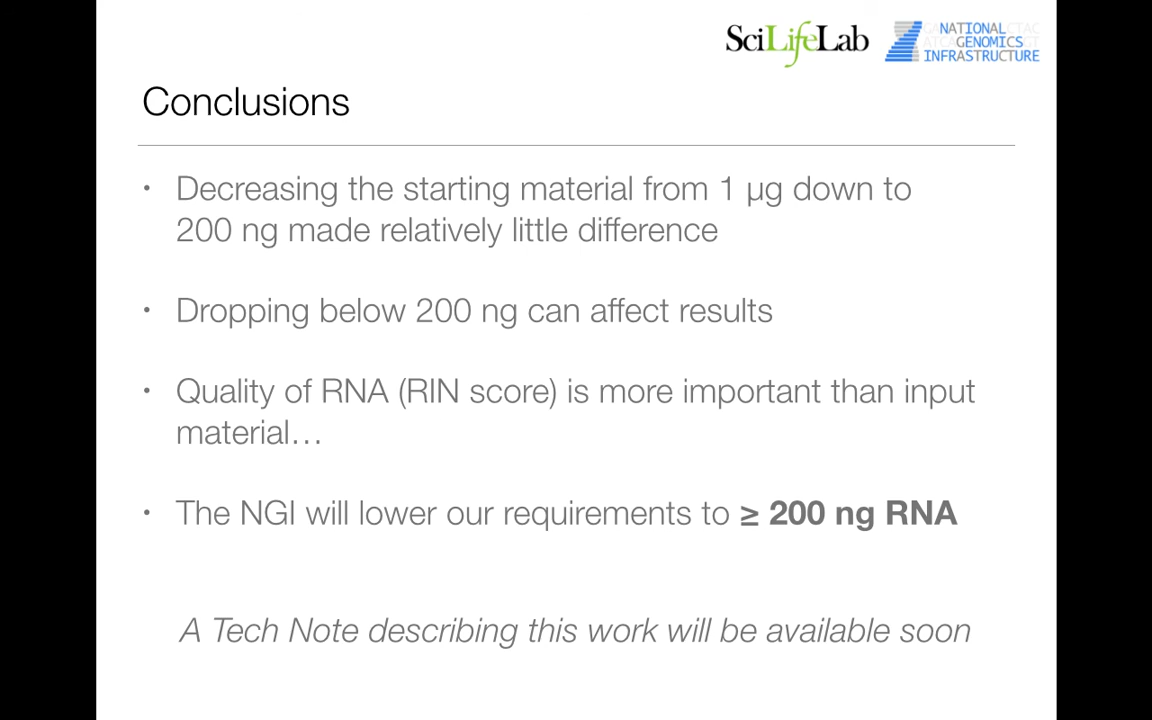 SciLifeLab
NATIONAL
GENOMICS
INFRASTRUCTURE
Conclusions
• Decreasing the starting material from 1 µg down to
200 ng made relatively little difference
• Dropping below 200 ng can affect results
• Quality of RNA (RIN score) is more important than input
material…
• The NGI will lower our requirements to ≥ 200 ng RNA
A Tech Note describing this work will be available soon